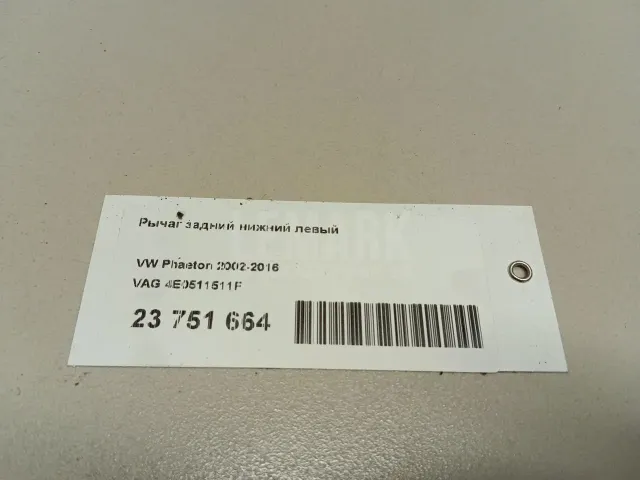 Рычаг задний нижний левый
VW Phaeton 2002-2016
VAG 4E0511511F
23 751 664